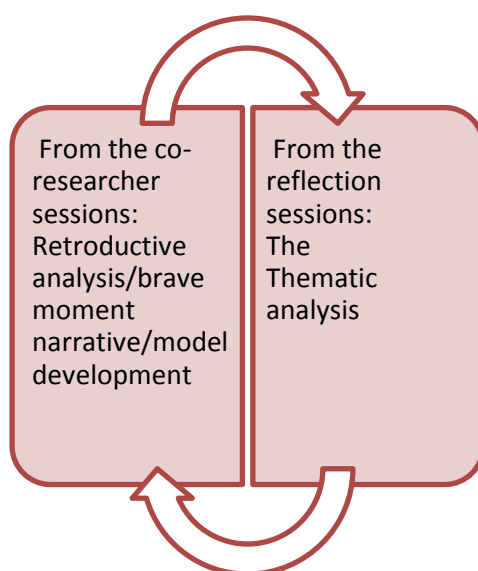 From the co-
researcher
sessions:
Retroductive
analysis/brave
moment
narrative/model
development
From the
reflection
sessions:
The
Thematic
analysis